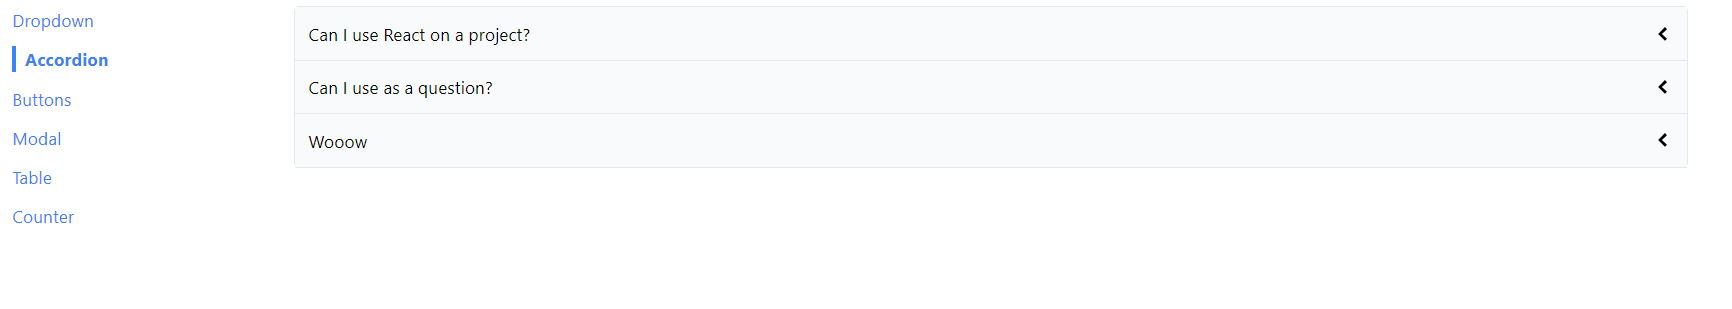 Dropdown
Accordion
Buttons
Modal
Table
Counter
Can I use React on a project?
Can I use as a question?
Wooow